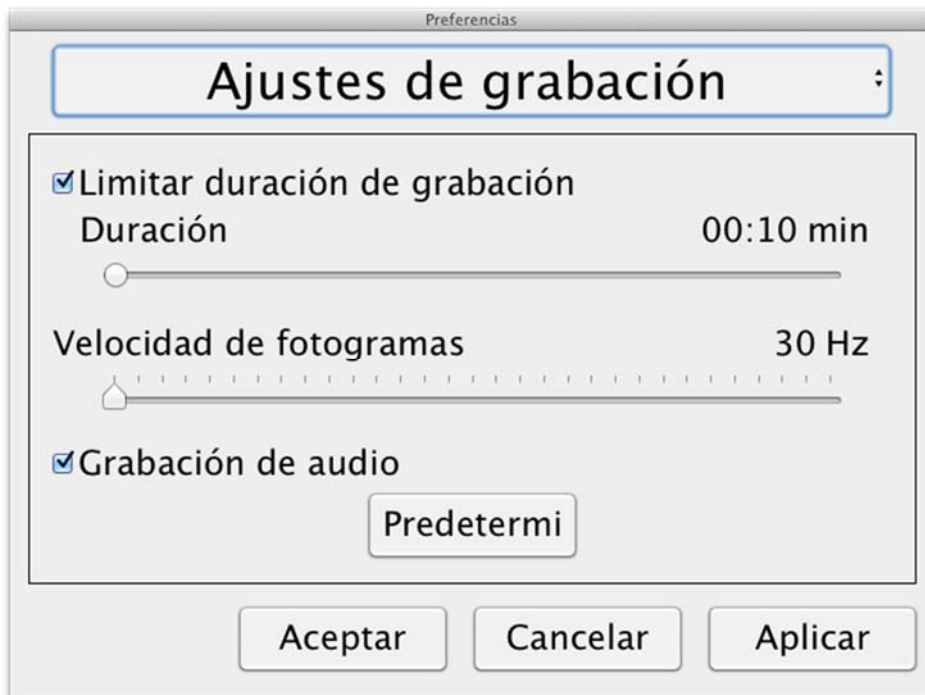 Preferencias
Ajustes de grabación
Limitar duración de grabación
Duración 00:10 min
Velocidad de fotogramas 30 Hz
Grabación de audio
Predetermi
Aceptar Cancelar Aplicar